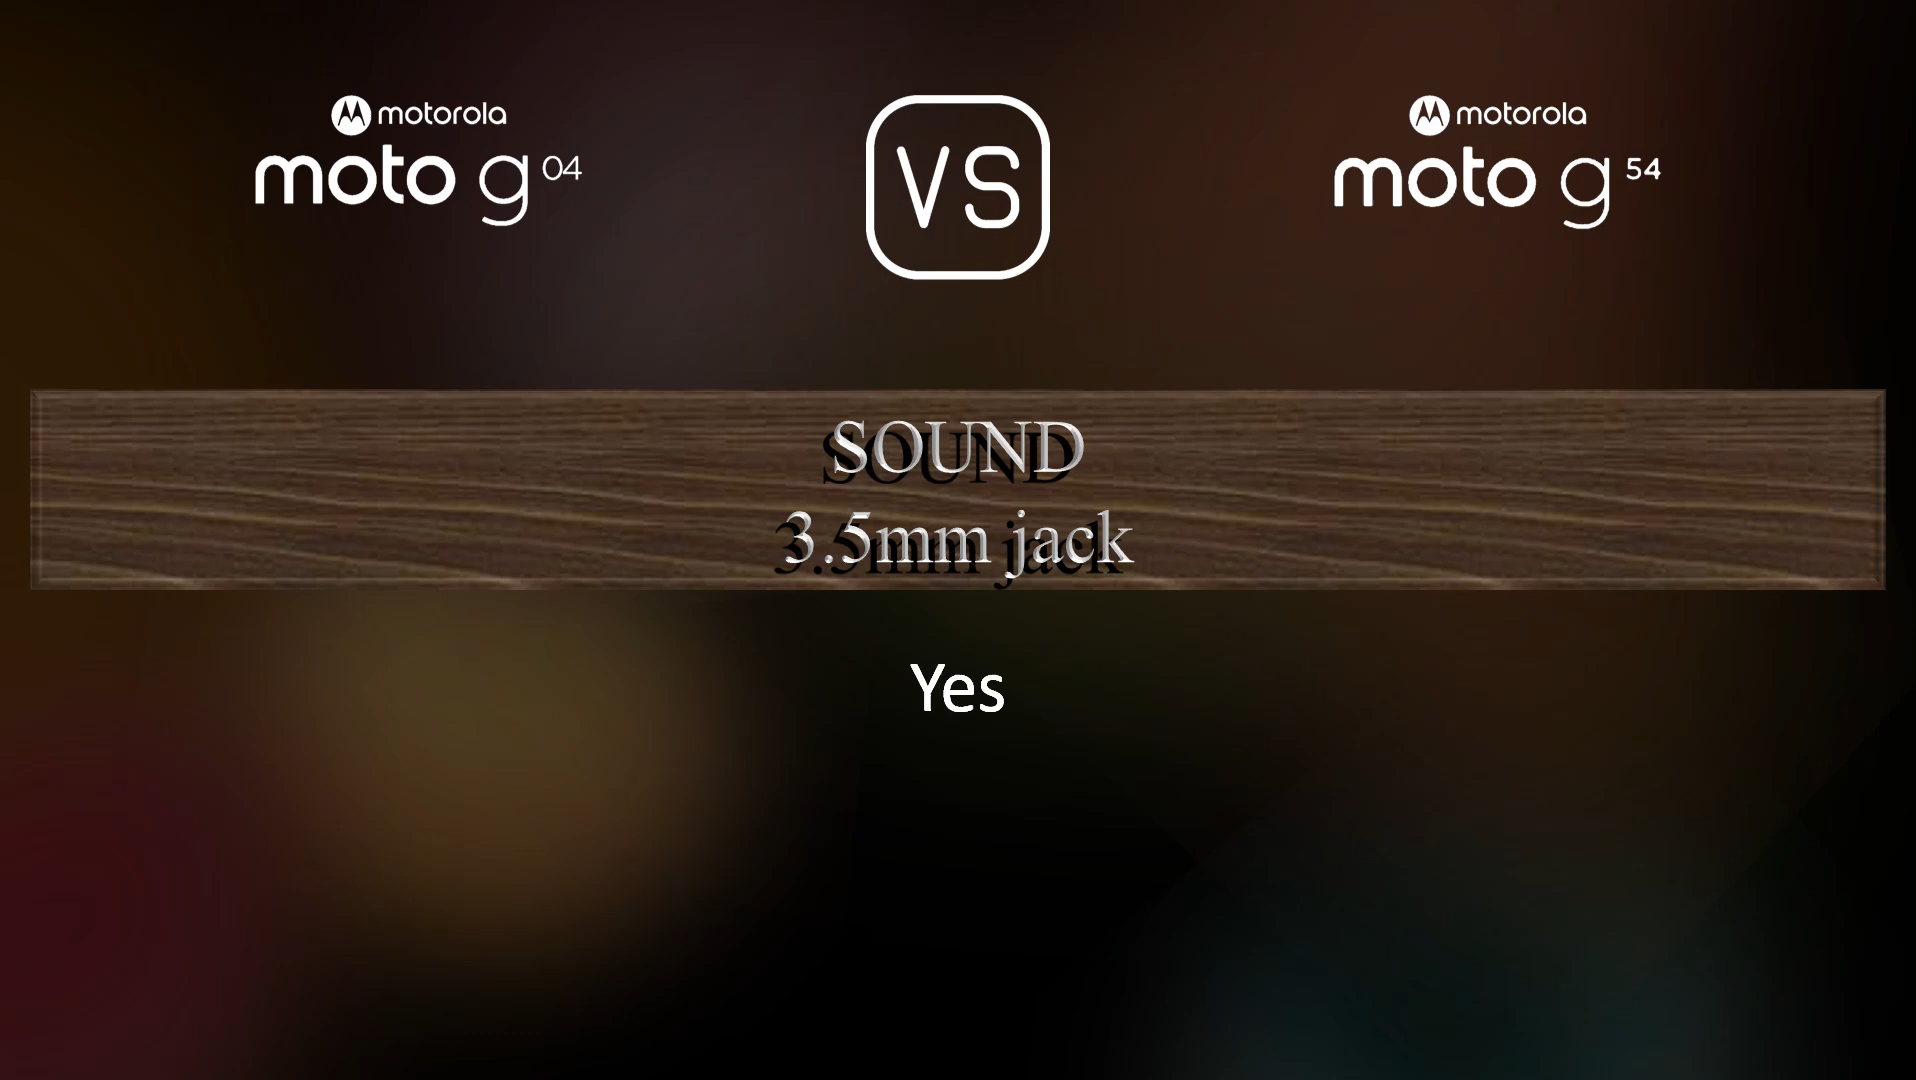 motorola
moto g 04
VS
motorola
moto g 54
SOUND
3.5mm jack
Yes